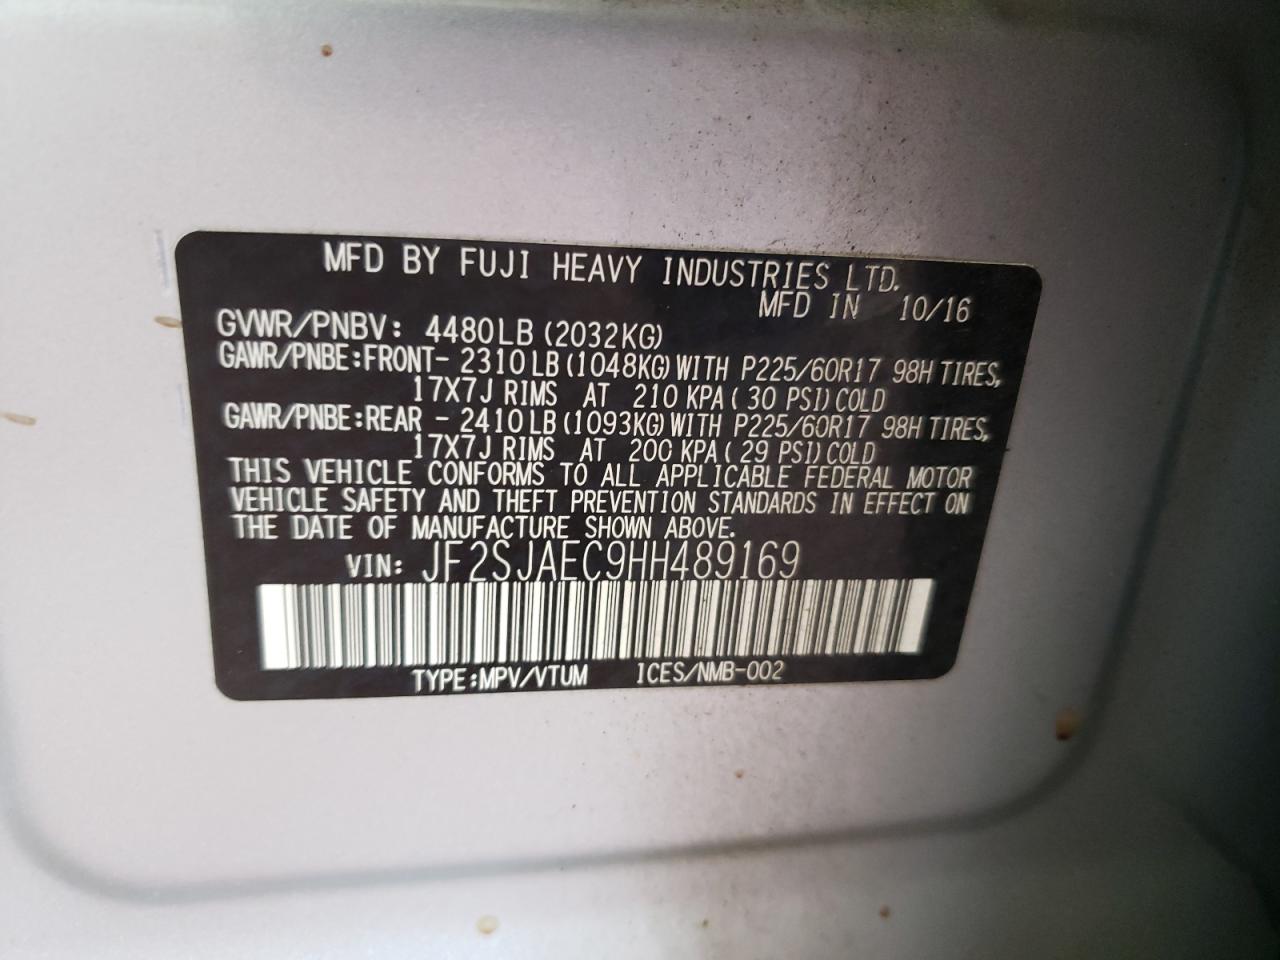 MFD BY FUJI HEAVY INDUSTRIES LTD.
MFD IN 10/16
GVWR/PNBV: 4480LB (2032KG)
GAWR/PNBE:FRONT- 2310LB (1048KG) WITH P225/60R17 98H TIRES,
17X7J RIMS AT 210 KPA ( 30 PSI) COLD
GAWR/PNBE:REAR - 2410LB (1093KG) WITH P225/60R17 98H TIRES,
17X7J RIMS AT 200 KPA ( 29 PSI) COLD
THIS VEHICLE CONFORMS TO ALL APPLICABLE FEDERAL MOTOR
VEHICLE SAFETY AND THEFT PREVENTION STANDARDS IN EFFECT ON
THE DATE OF MANUFACTURE SHOWN ABOVE.
VIN: JF2SJAEC9HH489169
TYPE:MPV/VTUM ICES/NMB-002